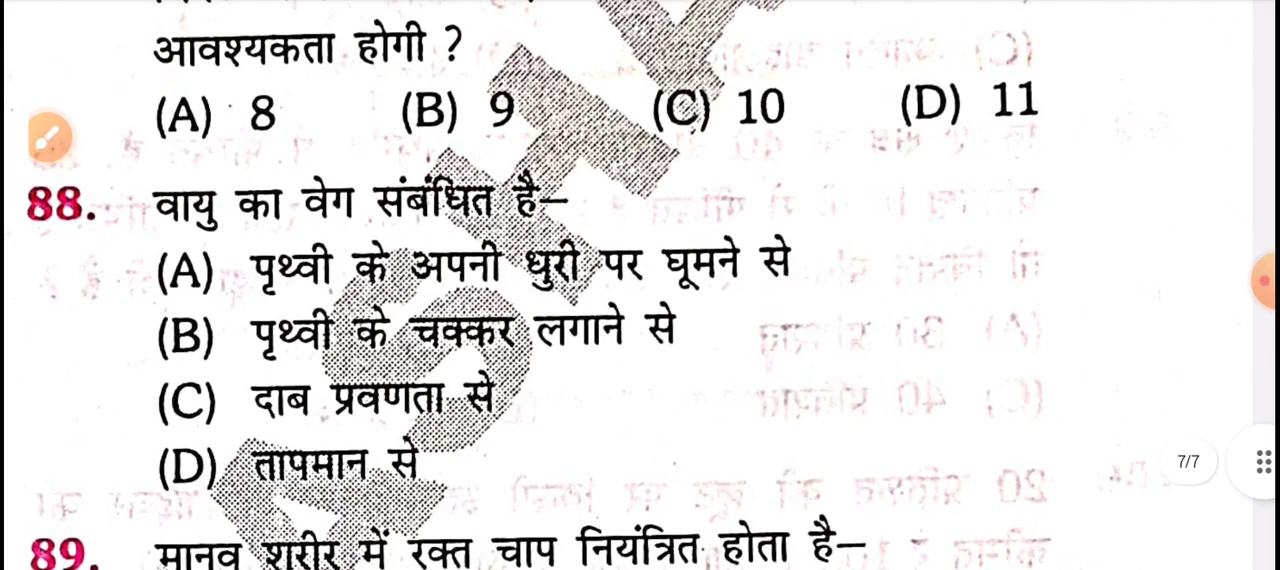 आवश्यकता होगी ?
(A) 8 (B) 9 (C) 10 (D) 11
88. वायु का वेग संबंधित है–
(A) पृथ्वी के अपनी धुरी पर घूमने से
(B) पृथ्वी के चक्कर लगाने से
(C) दाब प्रवणता से
(D) तापमान से
7/7
89. मानव शरीर में रक्त चाप नियंत्रित होता है–